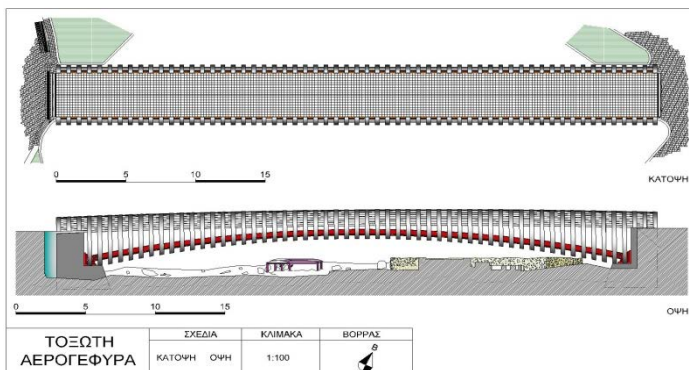 0 5 10 15
ΚΑΤΟΨΗ
0 5 10 15
ΟΨΗ
ΤΟΞΩΤΗ
ΑΕΡΟΓΕΦΥΡΑ
ΣΧΕΔΙΑ ΚΛΙΜΑΚΑ ΒΟΡΡΑΣ
ΚΑΤΟΨΗ ΟΨΗ 1:100
Β